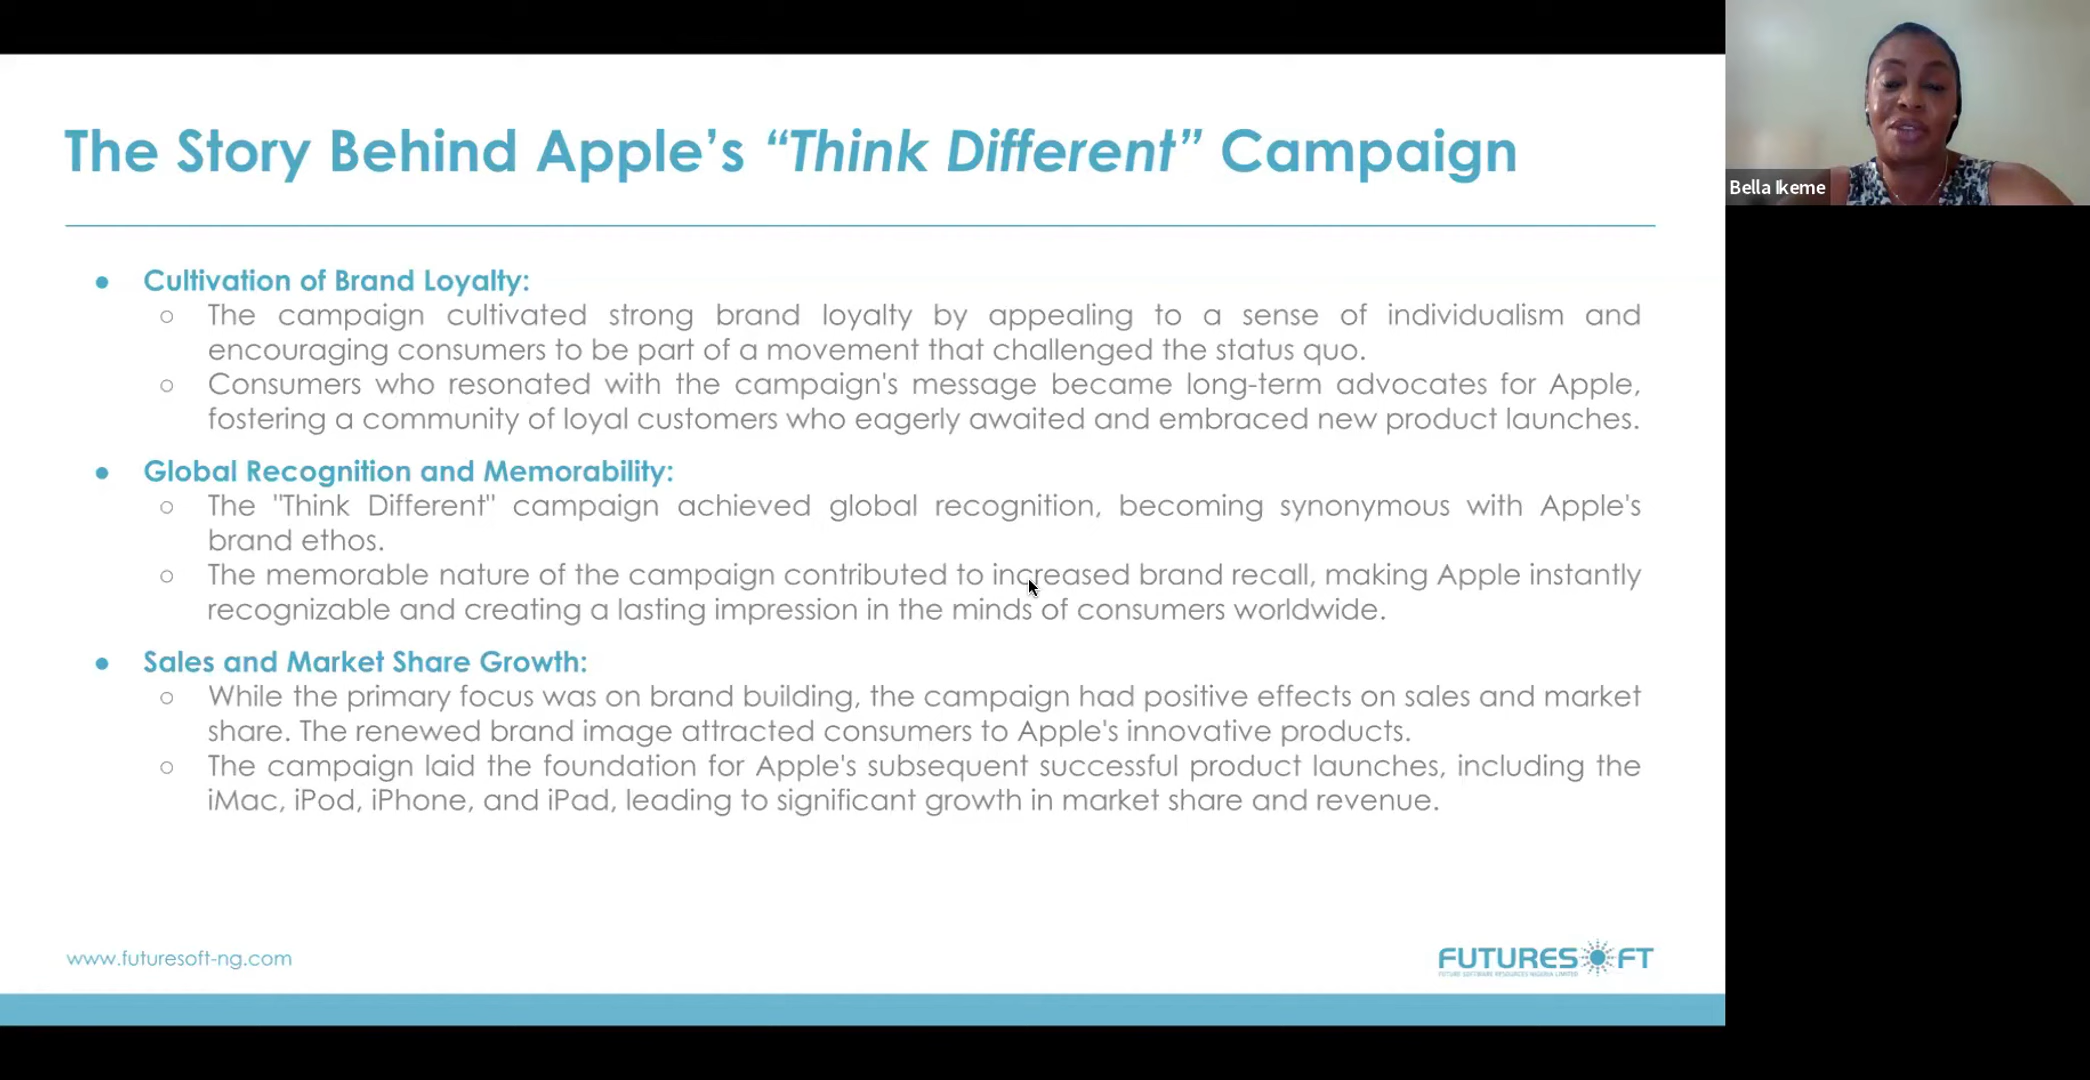 The Story Behind Apple’s “Think Different” Campaign
Bella Ikeme
● Cultivation of Brand Loyalty:
○ The campaign cultivated strong brand loyalty by appealing to a sense of individualism and
encouraging consumers to be part of a movement that challenged the status quo.
○ Consumers who resonated with the campaign's message became long-term advocates for Apple,
fostering a community of loyal customers who eagerly awaited and embraced new product launches.
● Global Recognition and Memorability:
○ The "Think Different" campaign achieved global recognition, becoming synonymous with Apple's
brand ethos.
○ The memorable nature of the campaign contributed to increased brand recall, making Apple instantly
recognizable and creating a lasting impression in the minds of consumers worldwide.
● Sales and Market Share Growth:
○ While the primary focus was on brand building, the campaign had positive effects on sales and market
share. The renewed brand image attracted consumers to Apple's innovative products.
○ The campaign laid the foundation for Apple's subsequent successful product launches, including the
iMac, iPod, iPhone, and iPad, leading to significant growth in market share and revenue.
www.futuresoft-ng.com
FUTURESOFT
FUTURE SOFTWARE RESOURCES NIGERIA LIMITED